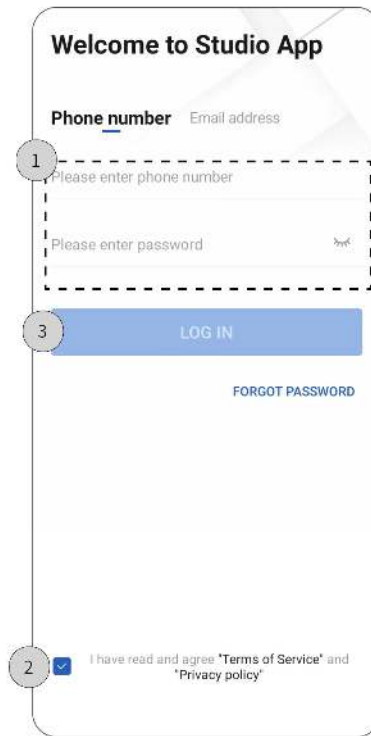 Welcome to Studio App
Phone number Email address
1
Please enter phone number
Please enter password
3
LOG IN
FORGOT PASSWORD
2
I have read and agree "Terms of Service" and
"Privacy policy"